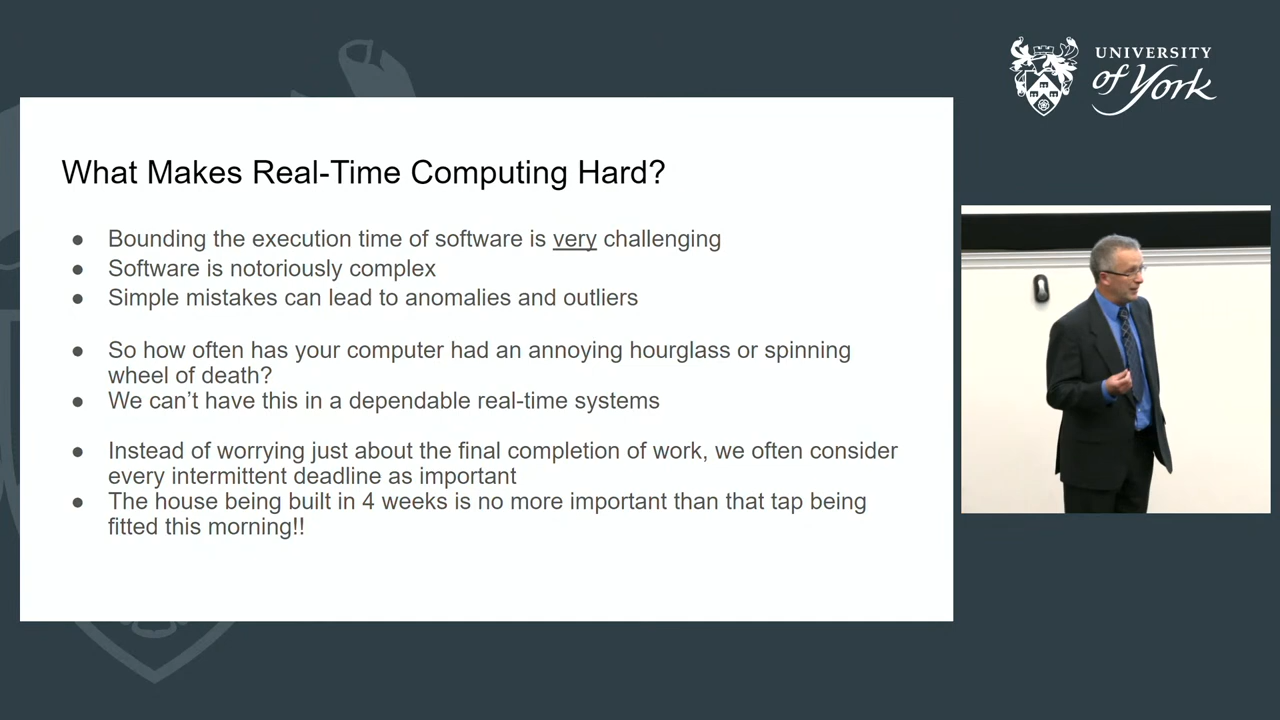 UNIVERSITY
of York
What Makes Real-Time Computing Hard?
● Bounding the execution time of software is very challenging
● Software is notoriously complex
● Simple mistakes can lead to anomalies and outliers
● So how often has your computer had an annoying hourglass or spinning
wheel of death?
● We can’t have this in a dependable real-time systems
● Instead of worrying just about the final completion of work, we often consider
every intermittent deadline as important
● The house being built in 4 weeks is no more important than that tap being
fitted this morning!!